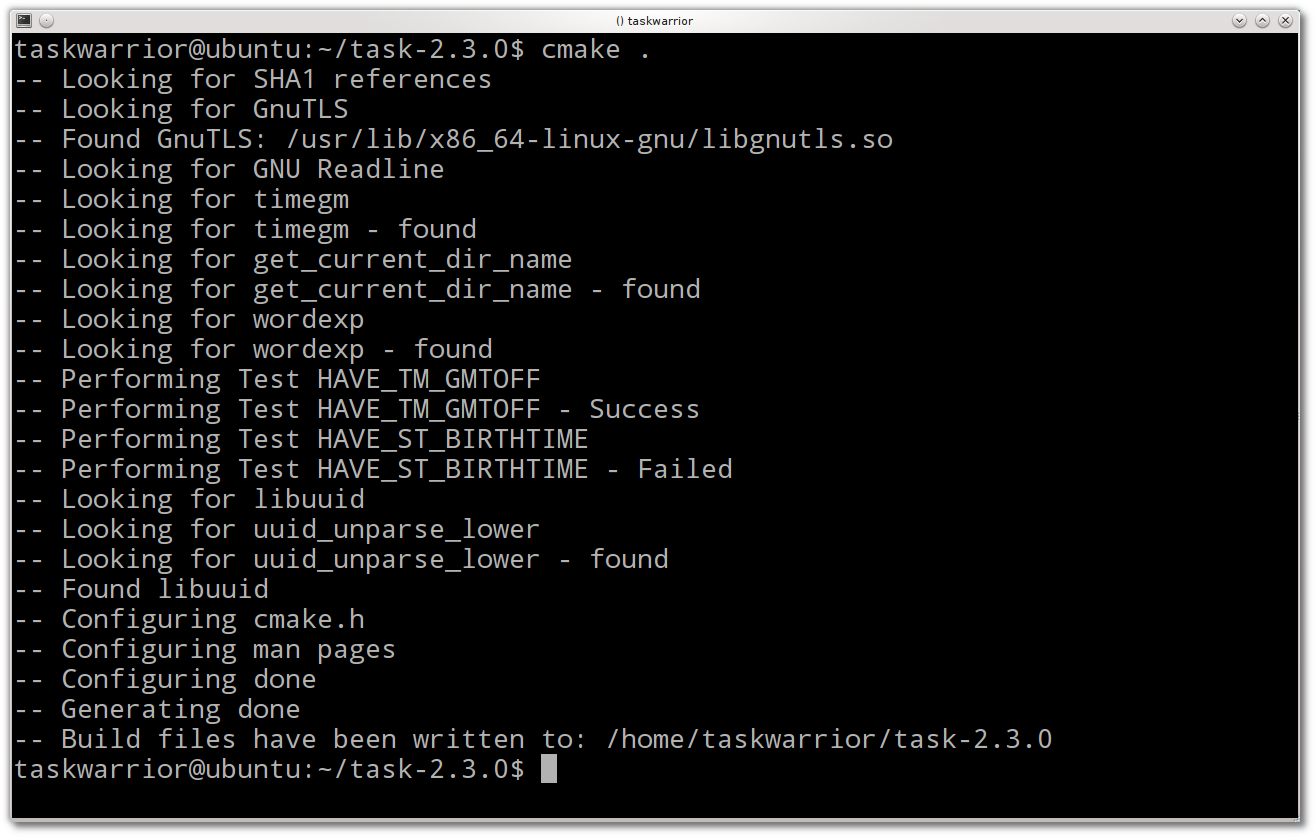 () taskwarrior
taskwarrior@ubuntu:~/task-2.3.0$ cmake .
-- Looking for SHA1 references
-- Looking for GnuTLS
-- Found GnuTLS: /usr/lib/x86_64-linux-gnu/libgnutls.so
-- Looking for GNU Readline
-- Looking for timegm
-- Looking for timegm - found
-- Looking for get_current_dir_name
-- Looking for get_current_dir_name - found
-- Looking for wordexp
-- Looking for wordexp - found
-- Performing Test HAVE_TM_GMTOFF
-- Performing Test HAVE_TM_GMTOFF - Success
-- Performing Test HAVE_ST_BIRTHTIME
-- Performing Test HAVE_ST_BIRTHTIME - Failed
-- Looking for libuuid
-- Looking for uuid_unparse_lower
-- Looking for uuid_unparse_lower - found
-- Found libuuid
-- Configuring cmake.h
-- Configuring man pages
-- Configuring done
-- Generating done
-- Build files have been written to: /home/taskwarrior/task-2.3.0
taskwarrior@ubuntu:~/task-2.3.0$